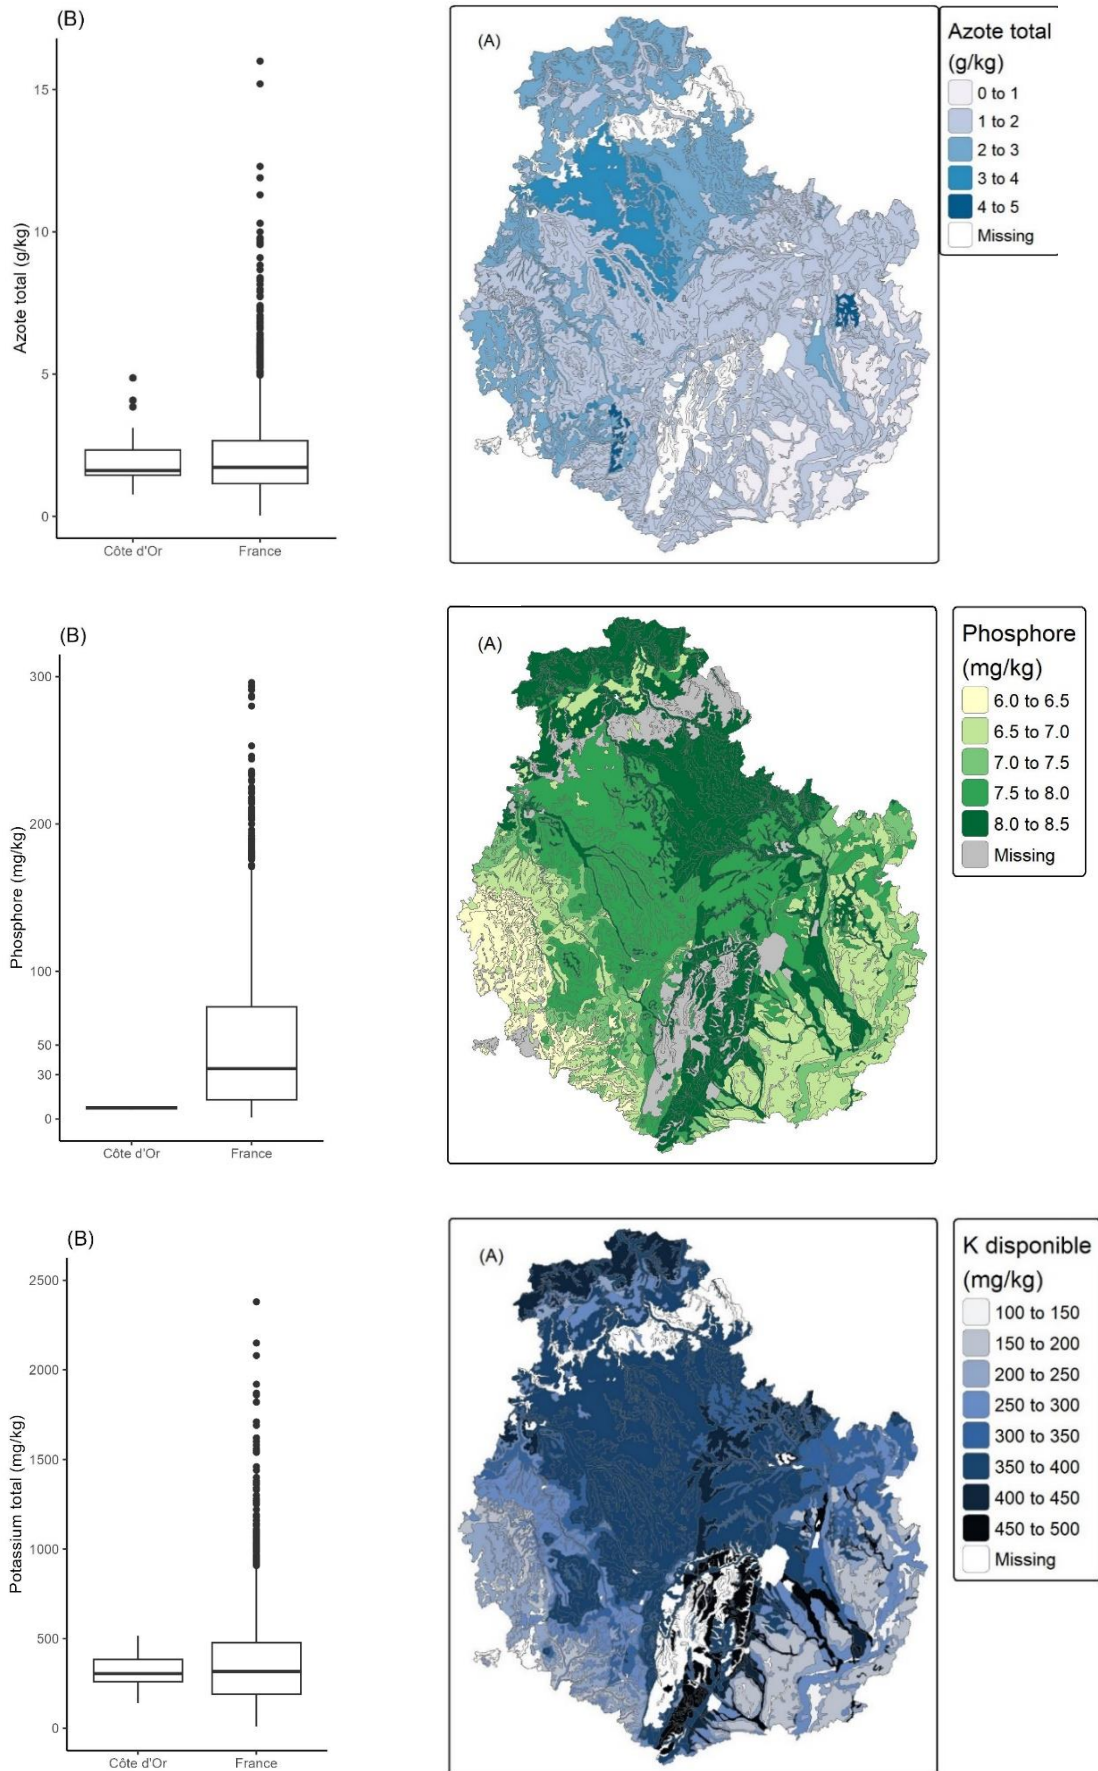 (B)
Azote total (g/kg)
15
10
5
0
Côte d'Or
France
(A)
Azote total
(g/kg)
0 to 1
1 to 2
2 to 3
3 to 4
4 to 5
Missing
(B)
Phosphore (mg/kg)
300
200
100
50
30
0
Côte d'Or
France
(A)
Phosphore
(mg/kg)
6.0 to 6.5
6.5 to 7.0
7.0 to 7.5
7.5 to 8.0
8.0 to 8.5
Missing
(B)
Potassium total (mg/kg)
2500
2000
1500
1000
500
0
Côte d'Or
France
(A)
K disponible
(mg/kg)
100 to 150
150 to 200
200 to 250
250 to 300
300 to 350
350 to 400
400 to 450
450 to 500
Missing